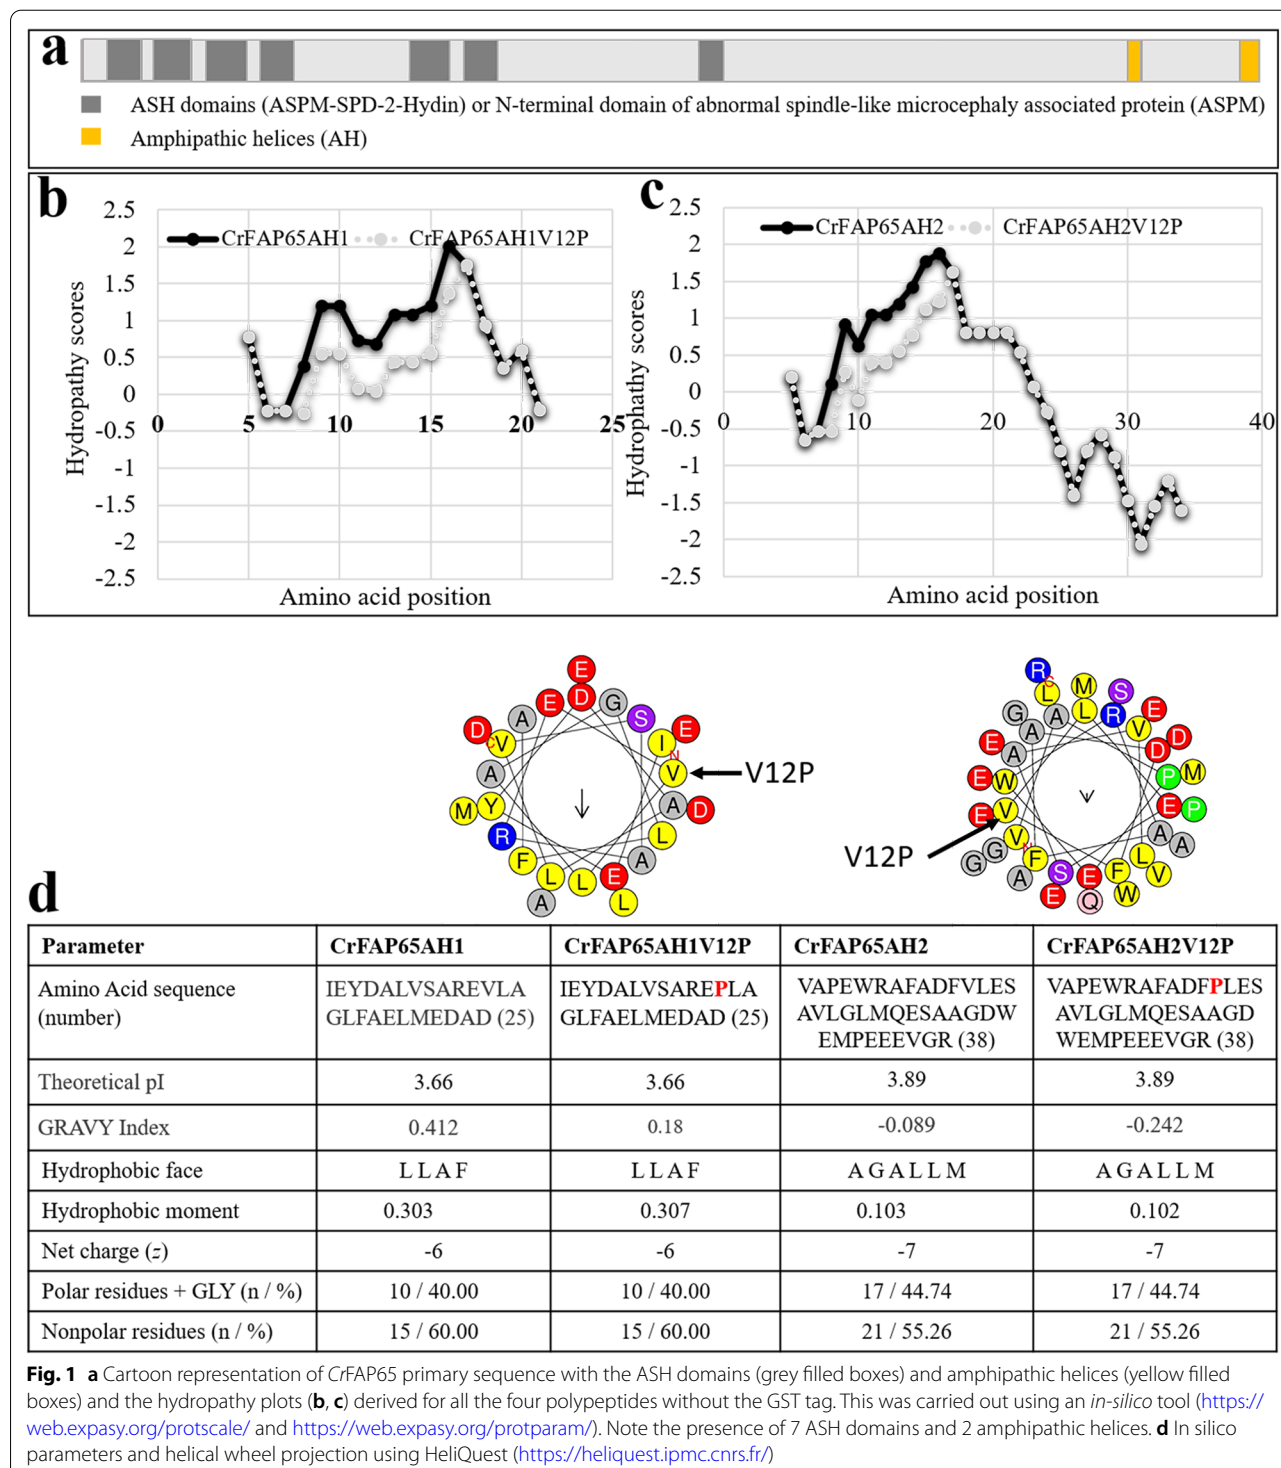 a
ASH domains (ASPM-SPD-2-Hydin) or N-terminal domain of abnormal spindle-like microcephaly associated protein (ASPM)
Amphipathic helices (AH)
b
2.5
2
1.5
1
0.5
0
-0.5
-1
-1.5
-2
-2.5
Hydropathy scores
CrFAP65AH1
CrFAP65AH1V12P
0
5
10
15
20
25
Amino acid position
c
2.5
2
1.5
1
0.5
0
-0.5
-1
-1.5
-2
-2.5
Hydrophathy scores
CrFAP65AH2
CrFAP65AH2V12P
0
10
20
30
40
Amino acid position
E
D
E
G
S
A
E
I
D
V
C
N
V
V12P
A
A
D
M
Y
L
R
A
F
E
L
L
L
A
R
C
L
M
S
L
R
E
G
A
V
D
A
D
E
A
P
M
E
W
E
P
E
V
A
A
V12P
V
N
G
G
F
L
V
A
S
E
F
W
E
Q
d
Parameter CrFAP65AH1 CrFAP65AH1V12P CrFAP65AH2 CrFAP65AH2V12P
Amino Acid sequence IEYDALVSAREVLA IEYDALVSAREPLA VAPEWRAFADFVLES VAPEWRAFADFPLES
(number) GLFAELMEDAD (25) GLFAELMEDAD (25) AVLGLMQESAAGDW AVLGLMQESAAGD
EMPEEEVGR (38) WEMPEEEVGR (38)
Theoretical pI 3.66 3.66 3.89 3.89
GRAVY Index 0.412 0.18 -0.089 -0.242
Hydrophobic face L L A F L L A F A G A L L M A G A L L M
Hydrophobic moment 0.303 0.307 0.103 0.102
Net charge (z) -6 -6 -7 -7
Polar residues + GLY (n / %) 10 / 40.00 10 / 40.00 17 / 44.74 17 / 44.74
Nonpolar residues (n / %) 15 / 60.00 15 / 60.00 21 / 55.26 21 / 55.26
Fig. 1 a Cartoon representation of CrFAP65 primary sequence with the ASH domains (grey filled boxes) and amphipathic helices (yellow filled
boxes) and the hydropathy plots (b, c) derived for all the four polypeptides without the GST tag. This was carried out using an in-silico tool (https://
web.expasy.org/protscale/ and https://web.expasy.org/protparam/). Note the presence of 7 ASH domains and 2 amphipathic helices. d In silico
parameters and helical wheel projection using HeliQuest (https://heliquest.ipmc.cnrs.fr/)